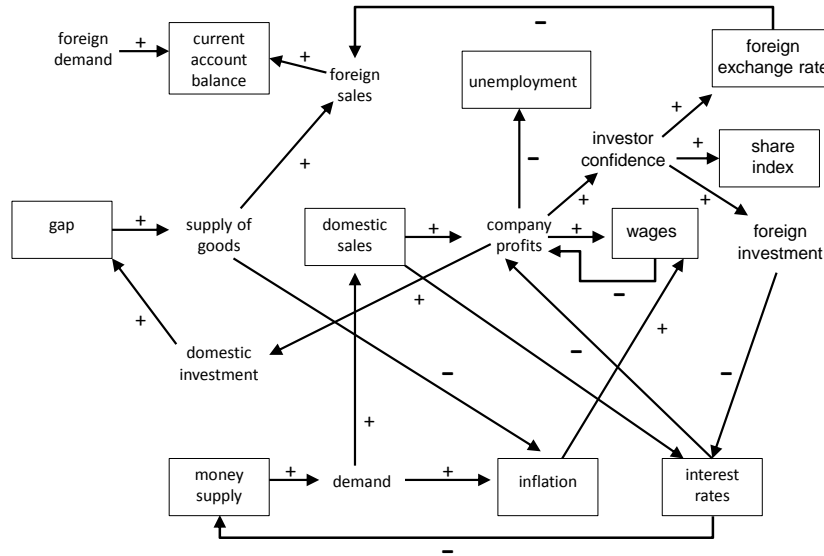 −
foreign
demand
+
current
account
balance
+
foreign
sales
unemployment
foreign
exchange rate
+
investor
confidence
+
share
index
+
−
+
+
gap
+
supply of
goods
domestic
sales
+
company
profits
+
wages
foreign
investment
−
+
+
+
domestic
investment
−
−
−
+
money
supply
+
demand
+
inflation
interest
rates
−